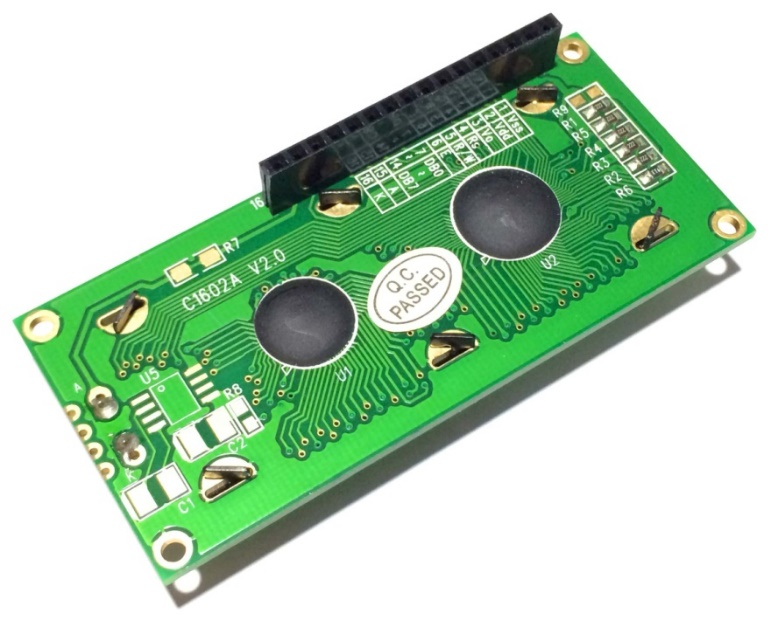 1 Vss
2 Vdd
3 Vo
4 Rs
5 R/W
6 E
7 DB0
~ ~
14 DB7
15 A
16 K
16
R9
R1
R5
R4
R3
R2
R6
R7
C1602A V2.0
Q.C.
PASSED
U2
U1
U5
A
R8
C2
K
C1